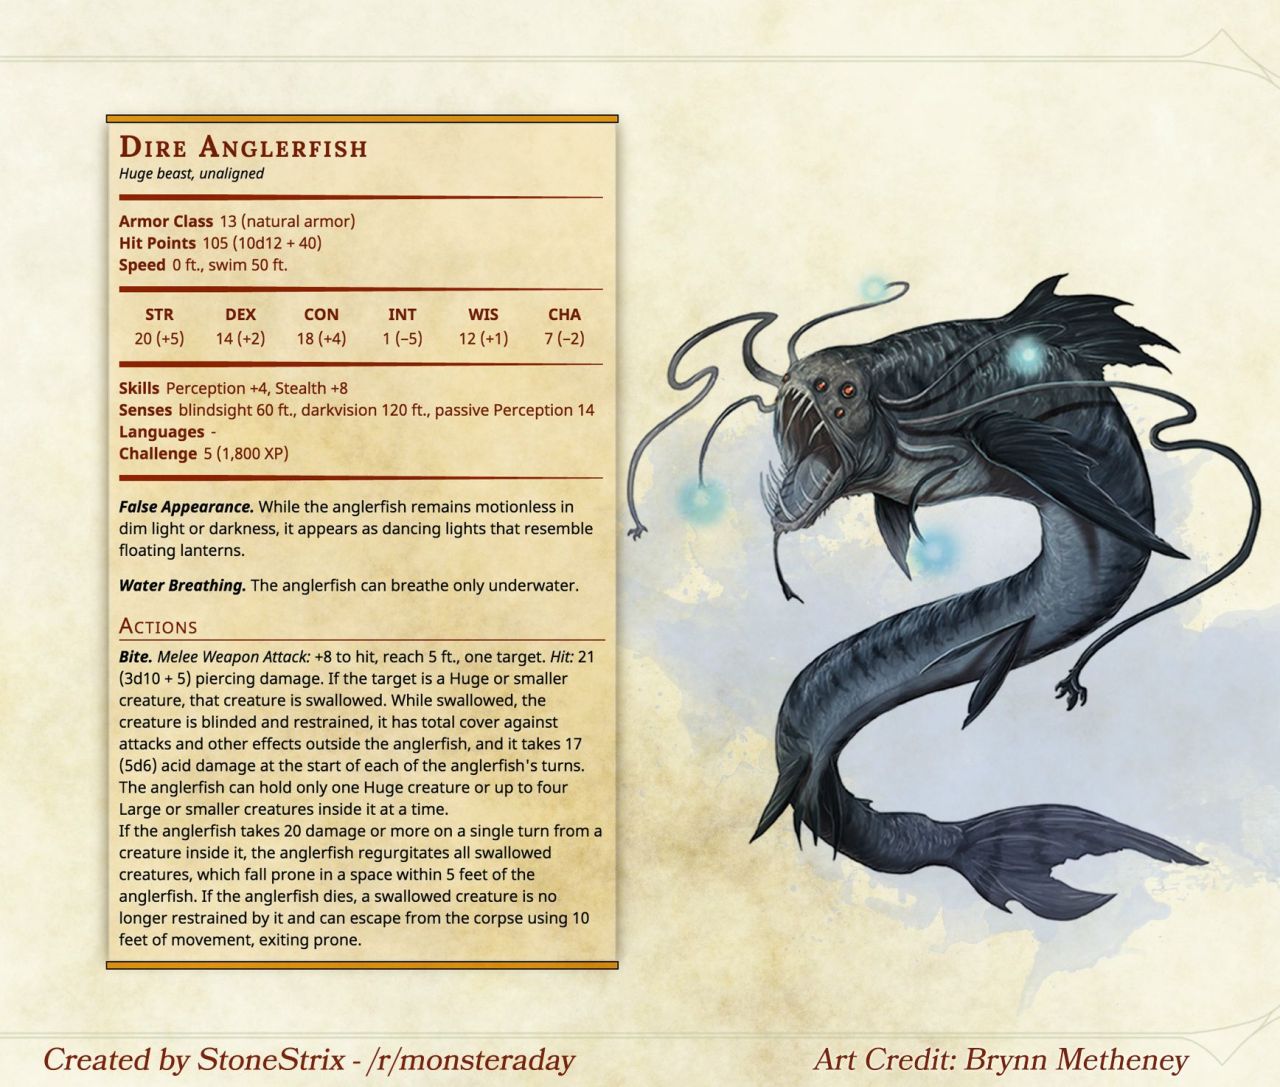 Dire Anglerfish
Huge beast, unaligned
Armor Class 13 (natural armor)
Hit Points 105 (10d12 + 40)
Speed 0 ft., swim 50 ft.
STR DEX CON INT WIS CHA
20 (+5) 14 (+2) 18 (+4) 1 (–5) 12 (+1) 7 (–2)
Skills Perception +4, Stealth +8
Senses blindsight 60 ft., darkvision 120 ft., passive Perception 14
Languages -
Challenge 5 (1,800 XP)
False Appearance. While the anglerfish remains motionless in
dim light or darkness, it appears as dancing lights that resemble
floating lanterns.
Water Breathing. The anglerfish can breathe only underwater.
Actions
Bite. Melee Weapon Attack: +8 to hit, reach 5 ft., one target. Hit: 21
(3d10 + 5) piercing damage. If the target is a Huge or smaller
creature, that creature is swallowed. While swallowed, the
creature is blinded and restrained, it has total cover against
attacks and other effects outside the anglerfish, and it takes 17
(5d6) acid damage at the start of each of the anglerfish's turns.
The anglerfish can hold only one Huge creature or up to four
Large or smaller creatures inside it at a time.
If the anglerfish takes 20 damage or more on a single turn from a
creature inside it, the anglerfish regurgitates all swallowed
creatures, which fall prone in a space within 5 feet of the
anglerfish. If the anglerfish dies, a swallowed creature is no
longer restrained by it and can escape from the corpse using 10
feet of movement, exiting prone.
Created by StoneStrix - /r/monsteraday
Art Credit: Brynn Metheney